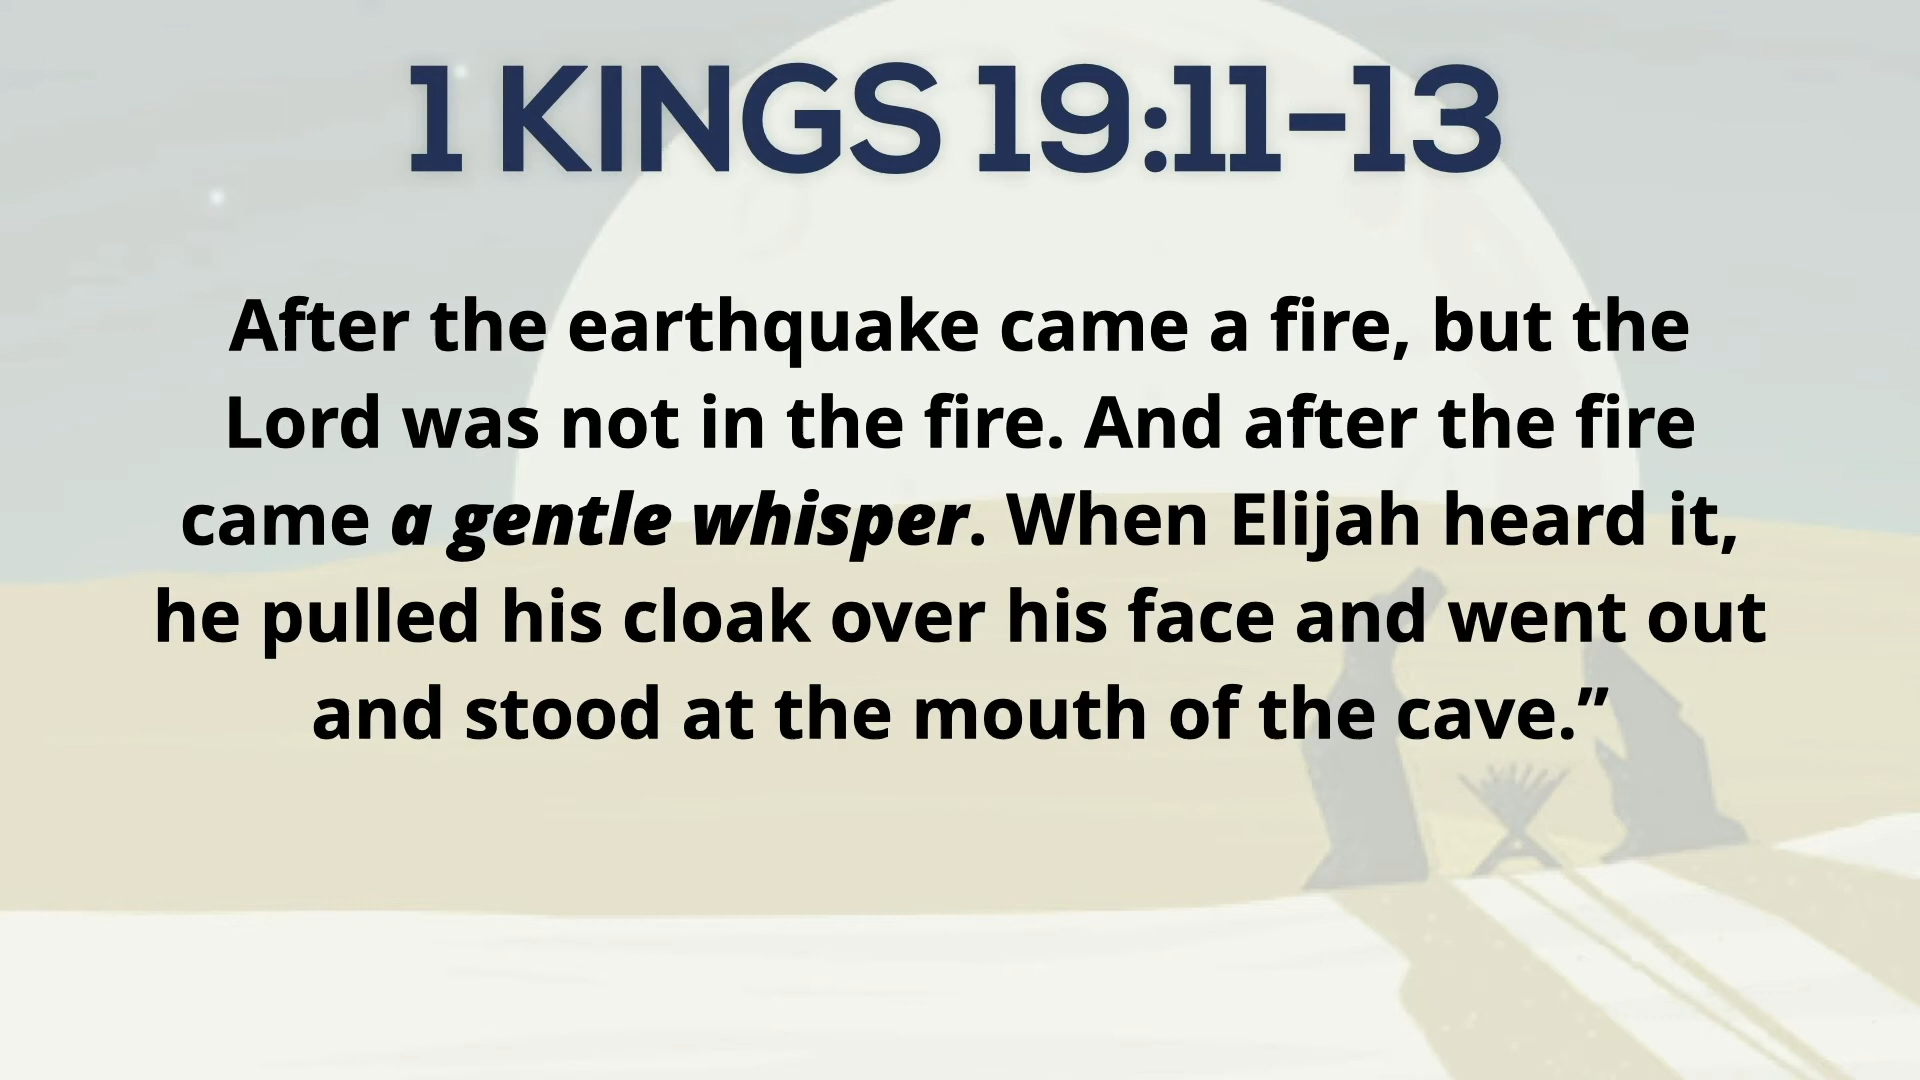 1 KINGS 19:11-13
After the earthquake came a fire, but the
Lord was not in the fire. And after the fire
came a gentle whisper. When Elijah heard it,
he pulled his cloak over his face and went out
and stood at the mouth of the cave.”